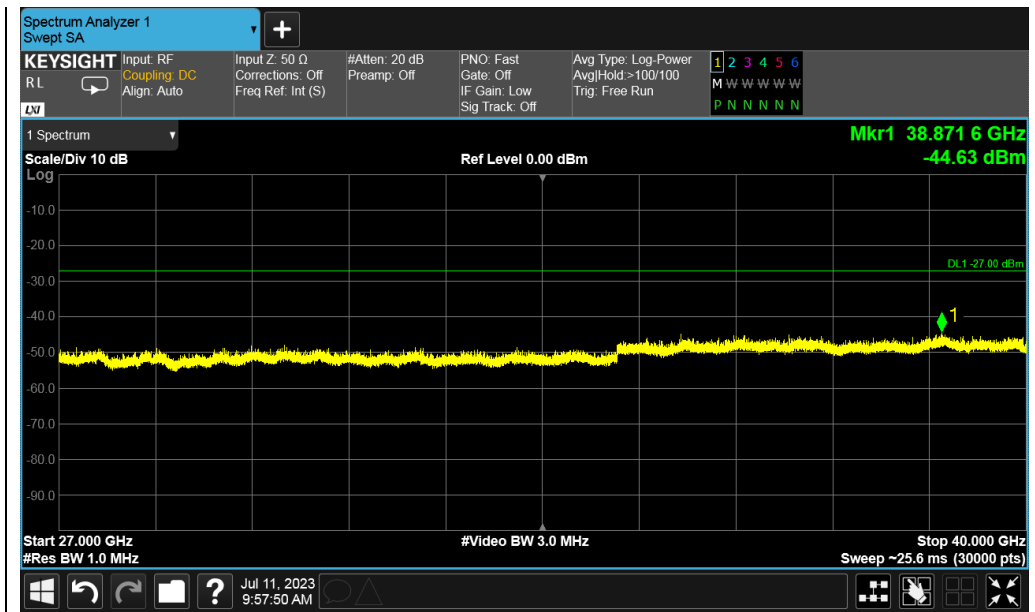 Spectrum Analyzer 1
Swept SA
+
KEYSIGHT
R L
LXI
Input: RF
Coupling: DC
Align: Auto
Input Z: 50 Ω
Corrections: Off
Freq Ref: Int (S)
#Atten: 20 dB
Preamp: Off
PNO: Fast
Gate: Off
IF Gain: Low
Sig Track: Off
Avg Type: Log-Power
Avg|Hold:>100/100
Trig: Free Run
1 2 3 4 5 6
M W W W W W
P N N N N N
1 Spectrum
Mkr1 38.871 6 GHz
-44.63 dBm
Scale/Div 10 dB
Ref Level 0.00 dBm
Log
-10.0
-20.0
DL1 -27.00 dBm
-30.0
-40.0
1
-50.0
-60.0
-70.0
-80.0
-90.0
Start 27.000 GHz
#Video BW 3.0 MHz
Stop 40.000 GHz
#Res BW 1.0 MHz
Sweep ~25.6 ms (30000 pts)
?
Jul 11, 2023
9:57:50 AM